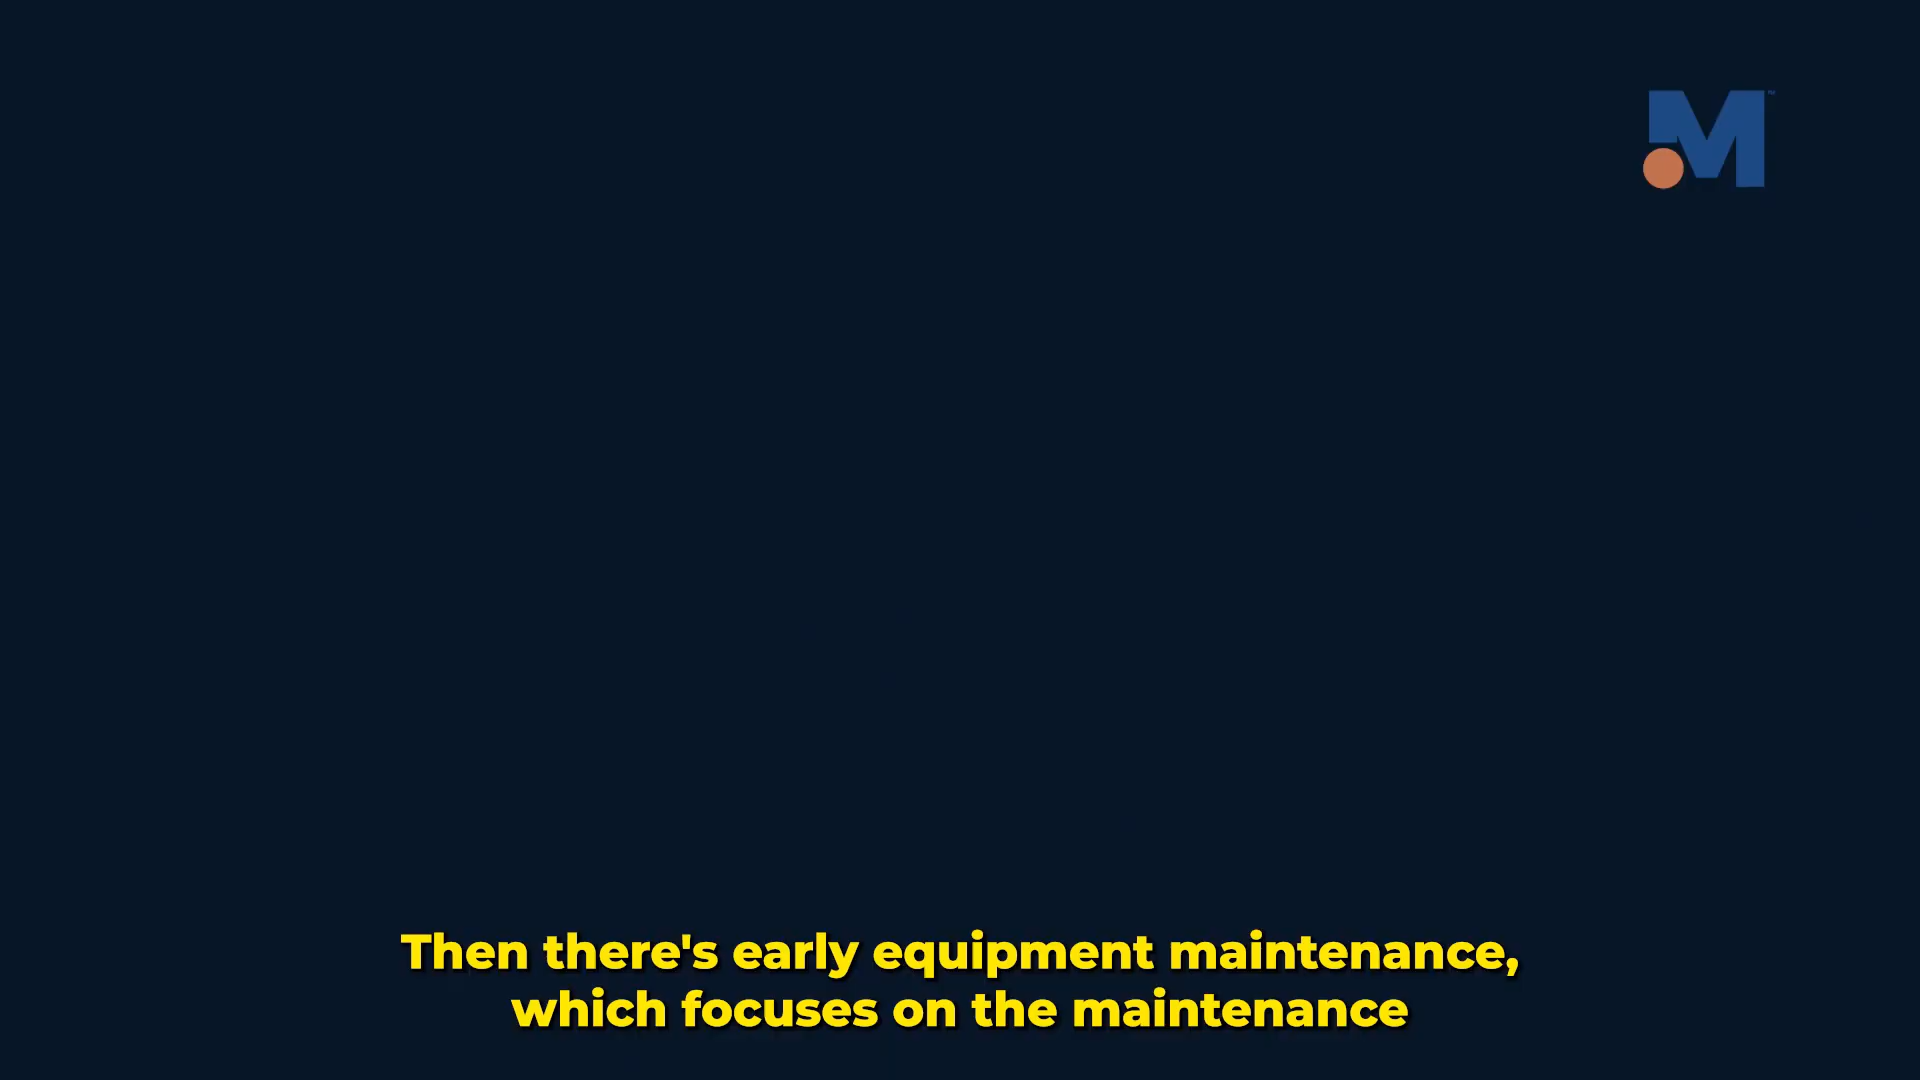 M
Then there's early equipment maintenance,
which focuses on the maintenance